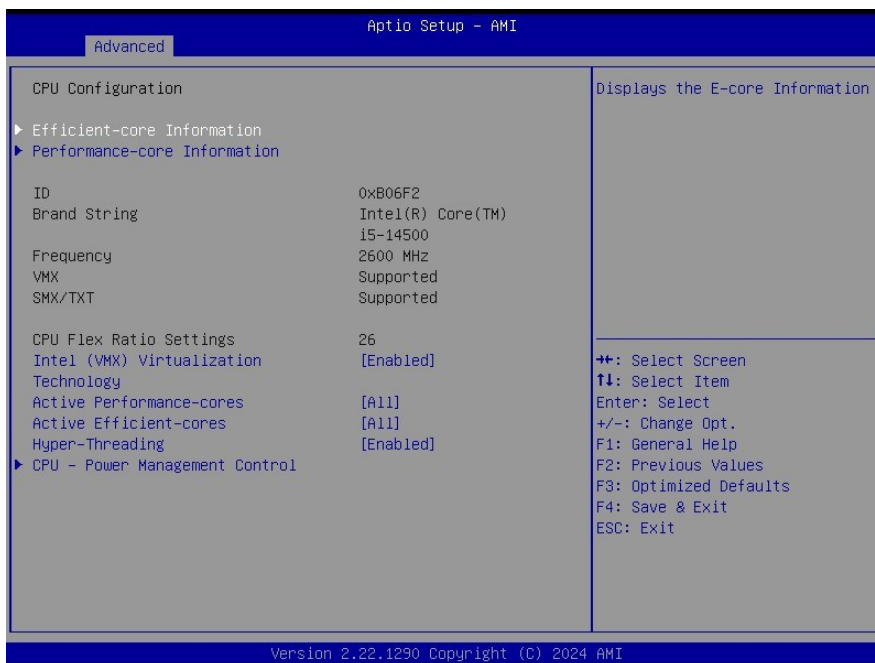 Aptio Setup - AMI
Advanced
CPU Configuration
Efficient-core Information
Performance-core Information
ID 0xB06F2
Brand String Intel(R) Core(TM)
i5-14500
Frequency 2600 MHz
VMX Supported
SMX/TXT Supported
CPU Flex Ratio Settings 26
Intel (VMX) Virtualization [Enabled]
Technology
Active Performance-cores [All]
Active Efficient-cores [All]
Hyper-Threading [Enabled]
CPU - Power Management Control
Displays the E-core Information
→←: Select Screen
↑↓: Select Item
Enter: Select
+/-: Change Opt.
F1: General Help
F2: Previous Values
F3: Optimized Defaults
F4: Save & Exit
ESC: Exit
Version 2.22.1290 Copyright (C) 2024 AMI